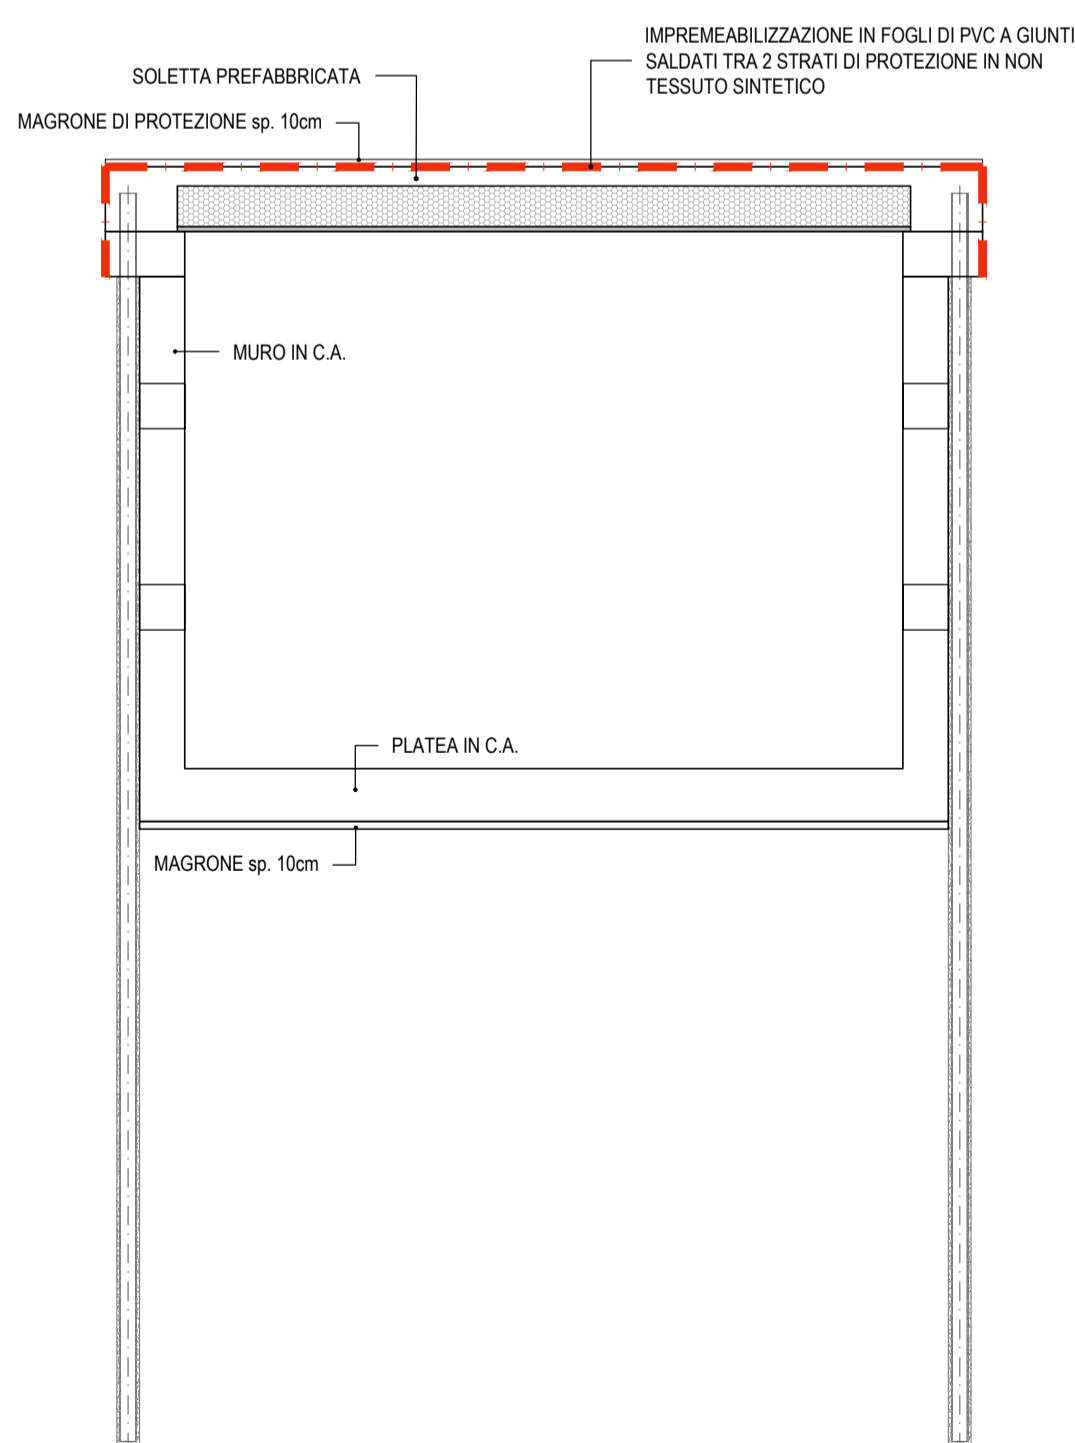 IMPREMEABILIZZAZIONE IN FOGLI DI PVC A GIUNTI
SALDATI TRA 2 STRATI DI PROTEZIONE IN NON
TESSUTO SINTETICO
SOLETTA PREFABBRICATA
MAGRONE DI PROTEZIONE sp. 10cm
MURO IN C.A.
PLATEA IN C.A.
MAGRONE sp. 10cm